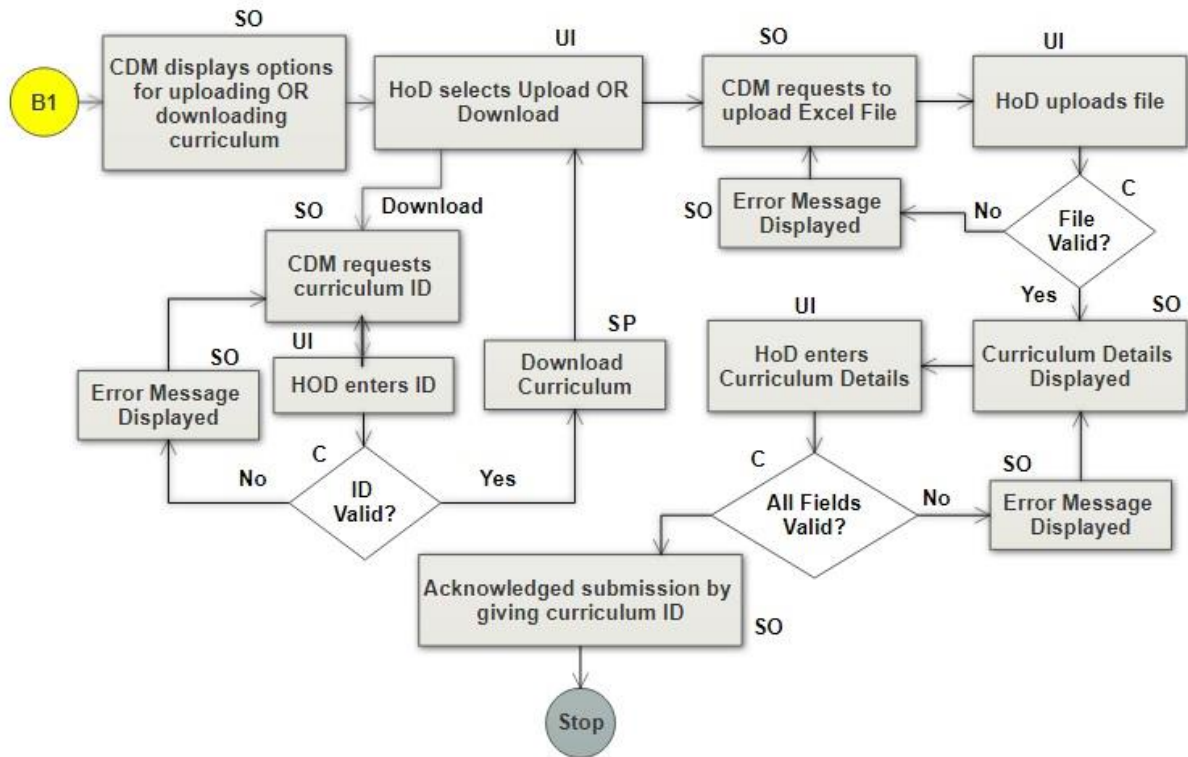 SO
UI
SO
UI
B1
CDM displays options
for uploading OR
downloading
curriculum
HoD selects Upload OR
Download
CDM requests to
upload Excel File
HoD uploads file
SO
Download
SO
Error Message
Displayed
No
C
File
Valid?
CDM requests
curriculum ID
Yes
UI
SO
SP
UI
SO
Error Message
Displayed
HOD enters ID
Download
Curriculum
HoD enters
Curriculum Details
Curriculum Details
Displayed
No
C
ID
Valid?
Yes
C
All Fields
Valid?
No
SO
Error Message
Displayed
Acknowledged submission by
giving curriculum ID
SO
Stop